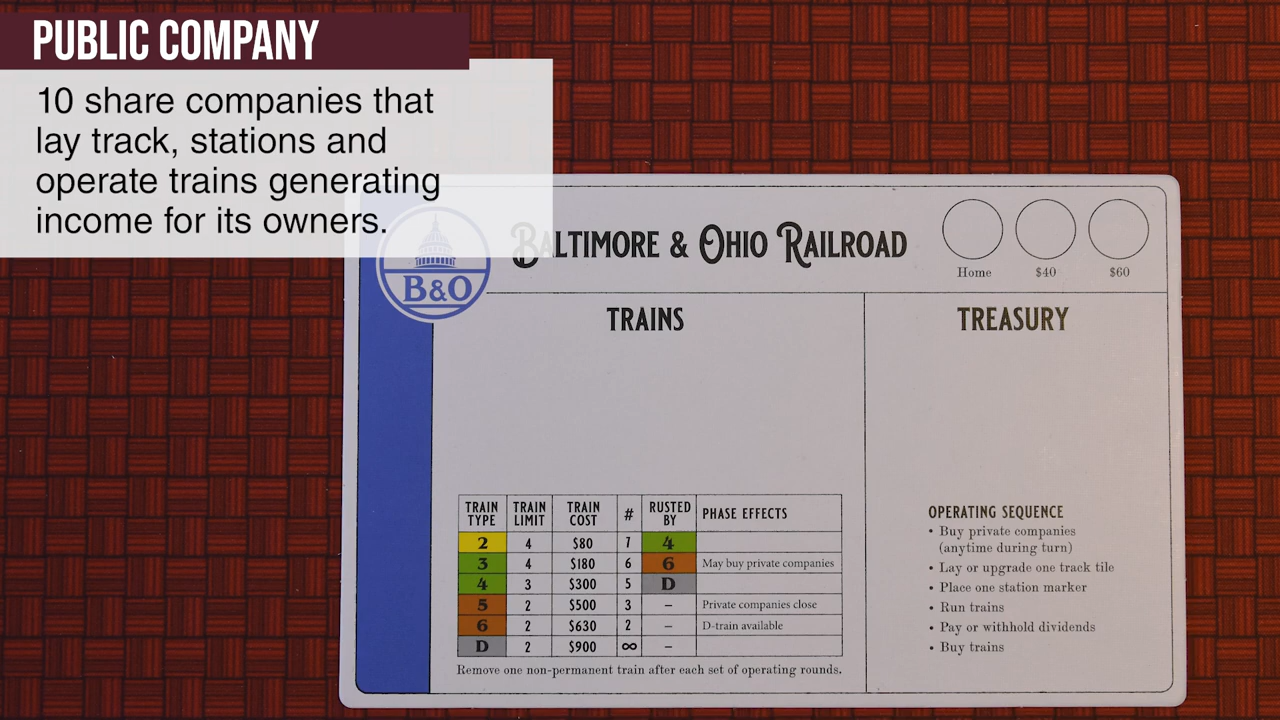 PUBLIC COMPANY
10 share companies that
lay track, stations and
operate trains generating
income for its owners.
B&O
BALTIMORE & OHIO RAILROAD
Home $40 $60
TRAINS
TREASURY
TRAIN TYPE TRAIN LIMIT TRAIN COST # RUSTED BY PHASE EFFECTS
2 4 $80 7 4
3 4 $180 6 6 May buy private companies
4 3 $300 5 D
5 2 $500 3 – Private companies close
6 2 $630 2 – D-train available
D 2 $900 ∞ –
Remove one non-permanent train after each set of operating rounds.
OPERATING SEQUENCE
• Buy private companies
(anytime during turn)
• Lay or upgrade one track tile
• Place one station marker
• Run trains
• Pay or withhold dividends
• Buy trains